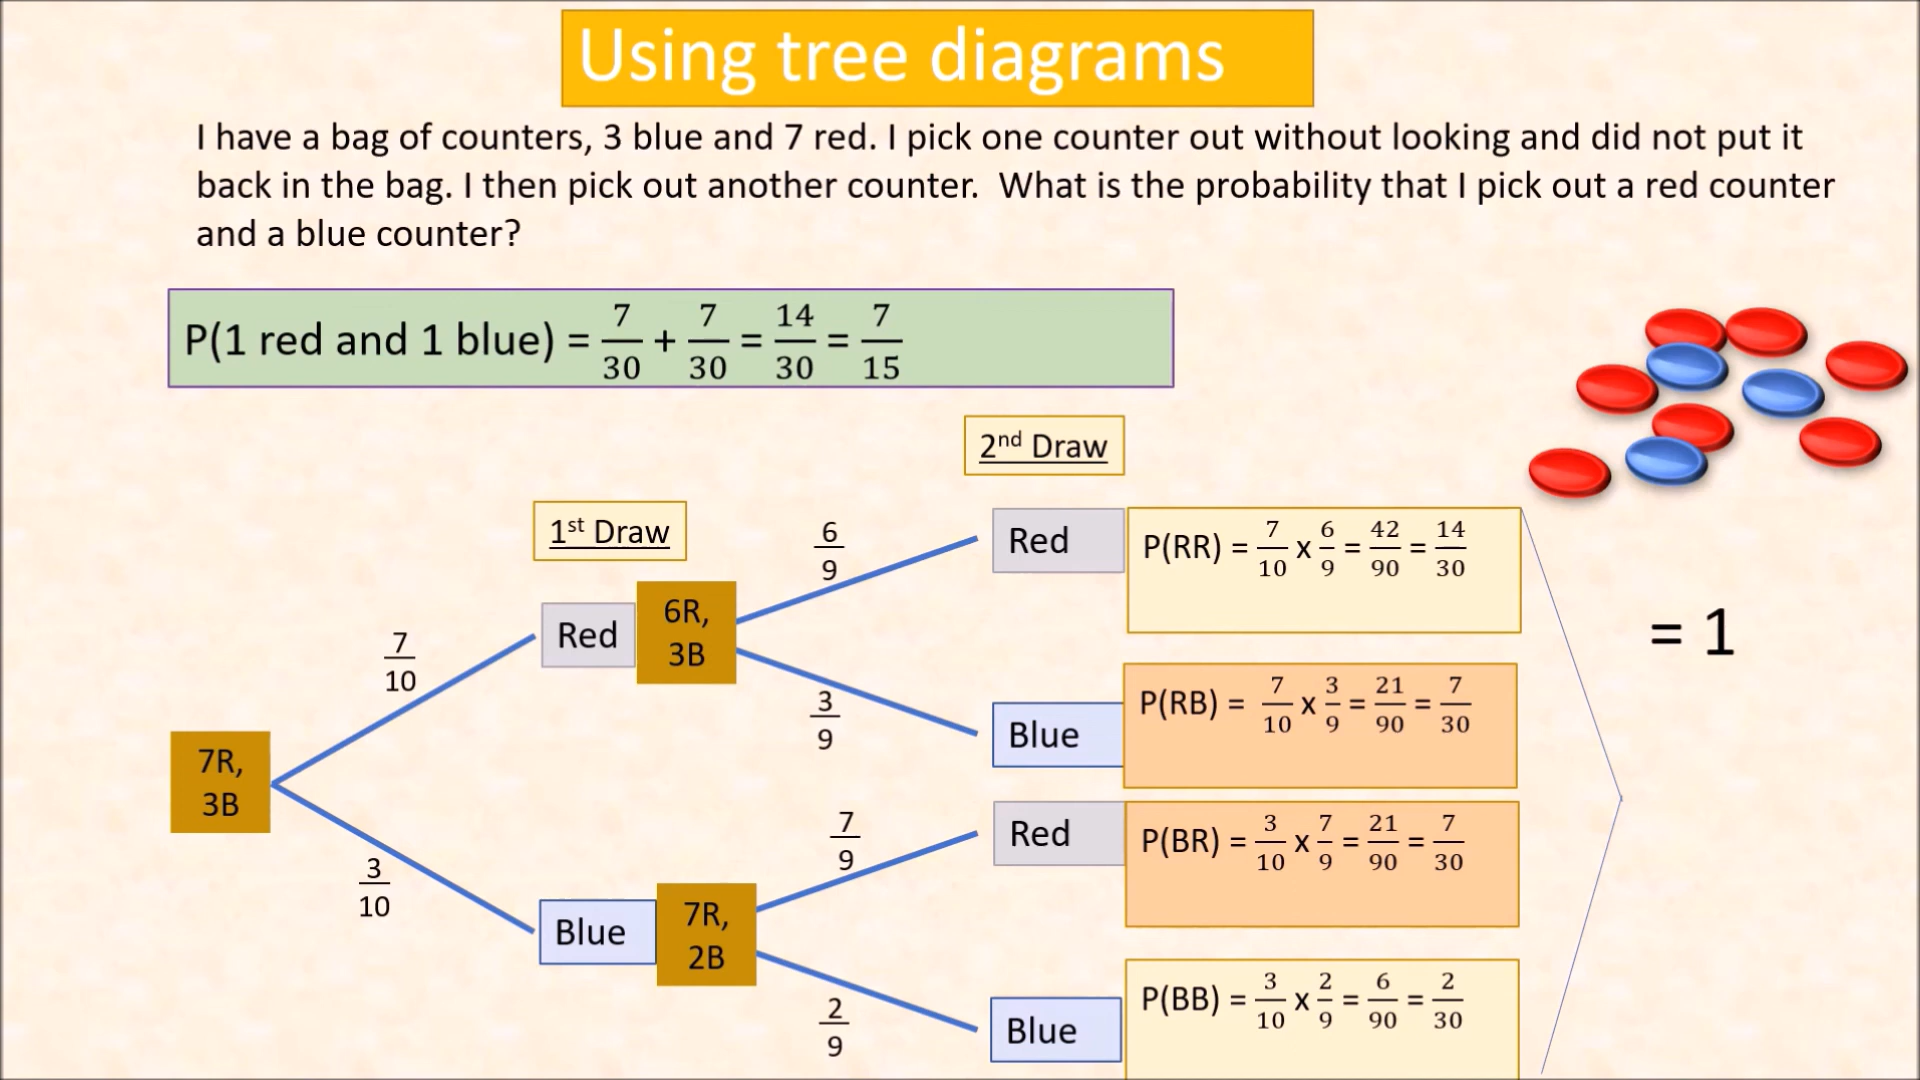 Using tree diagrams
I have a bag of counters, 3 blue and 7 red. I pick one counter out without looking and did not put it
back in the bag. I then pick out another counter.  What is the probability that I pick out a red counter
and a blue counter?
P(1 red and 1 blue) = 7/30 + 7/30 = 14/30 = 7/15
2nd Draw
1st Draw
6/9
Red
P(RR) = 7/10 x 6/9 = 42/90 = 14/30
7/10
Red
6R,
3B
= 1
3/9
Blue
P(RB) = 7/10 x 3/9 = 21/90 = 7/30
7R,
3B
7/9
Red
P(BR) = 3/10 x 7/9 = 21/90 = 7/30
3/10
Blue
7R,
2B
2/9
Blue
P(BB) = 3/10 x 2/9 = 6/90 = 2/30